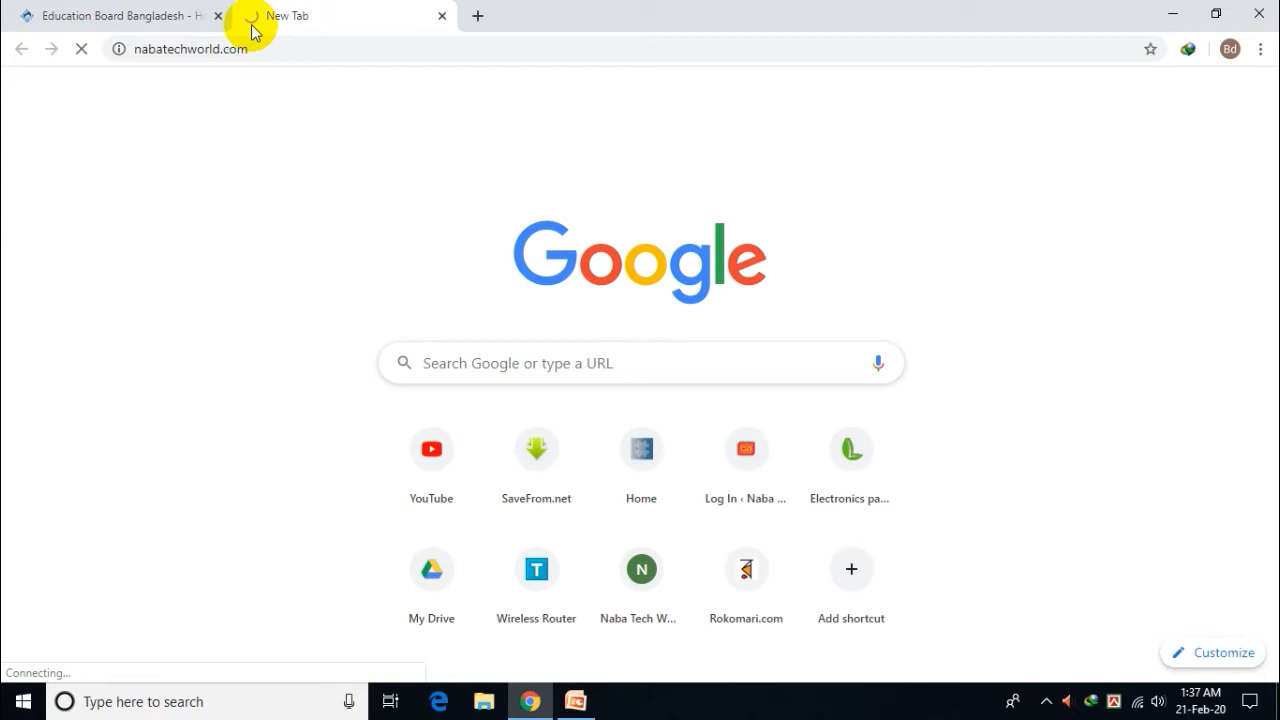 Education Board Bangladesh - H
New Tab
nabatechworld.com
Bd
Google
Search Google or type a URL
YouTube
SaveFrom.net
Home
Log In ‹ Naba ...
Electronics pa...
T
N
My Drive
Wireless Router
Naba Tech W...
Rokomari.com
Add shortcut
Customize
Connecting...
Type here to search
1:37 AM
21-Feb-20